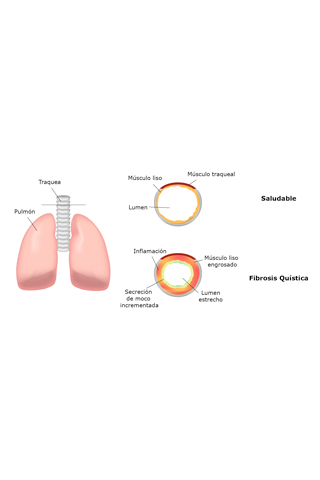 Traquea
Pulmón
Músculo liso
Músculo traqueal
Lumen
Saludable
Inflamación
Músculo liso
engrosado
Fibrosis Quística
Secreción
de moco
incrementada
Lumen
estrecho